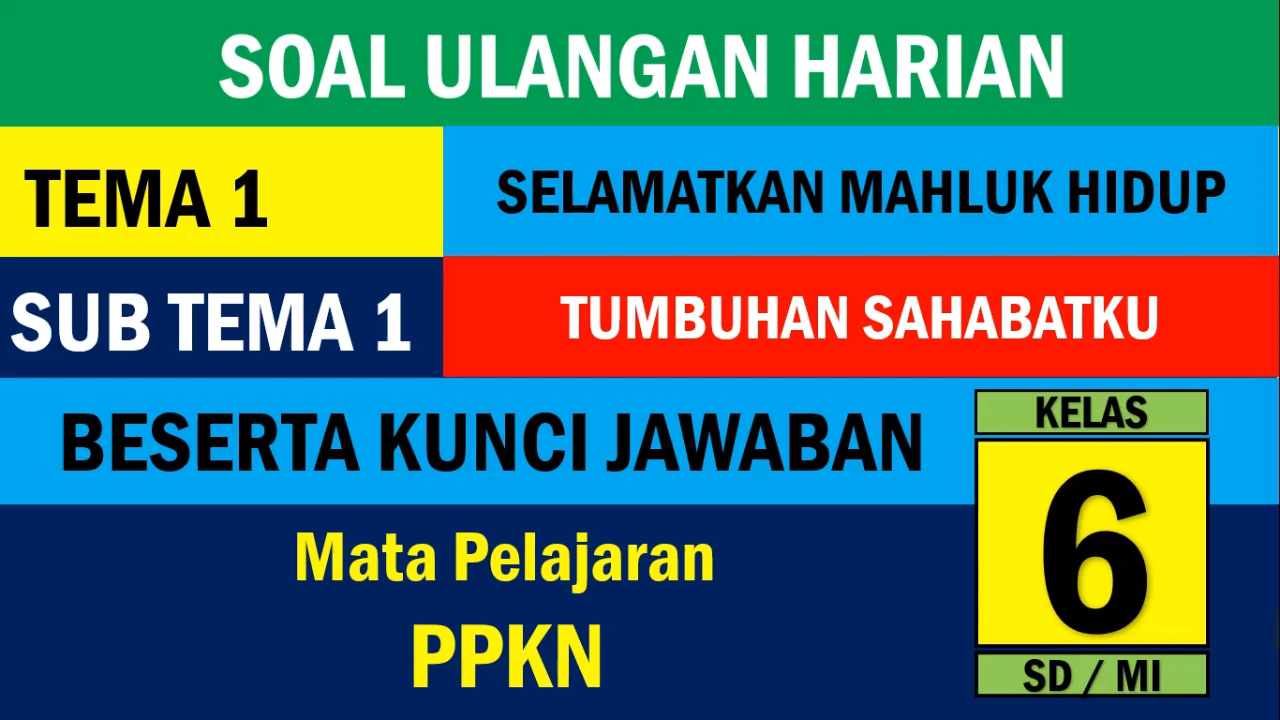 SOAL ULANGAN HARIAN
TEMA 1
SELAMATKAN MAHLUK HIDUP
SUB TEMA 1
TUMBUHAN SAHABATKU
BESERTA KUNCI JAWABAN
KELAS
6
SD / MI
Mata Pelajaran
PPKN